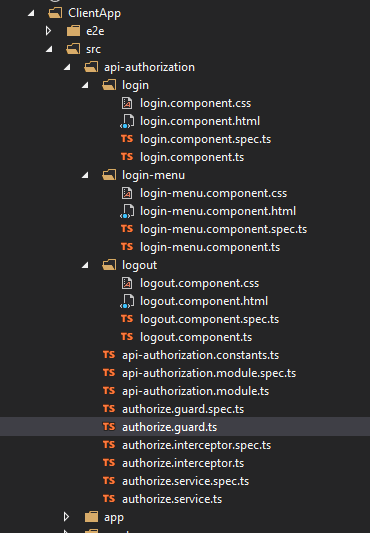 ClientApp
e2e
src
api-authorization
login
login.component.css
login.component.html
TS login.component.spec.ts
TS login.component.ts
login-menu
login-menu.component.css
login-menu.component.html
TS login-menu.component.spec.ts
TS login-menu.component.ts
logout
logout.component.css
logout.component.html
TS logout.component.spec.ts
TS logout.component.ts
TS api-authorization.constants.ts
TS api-authorization.module.spec.ts
TS api-authorization.module.ts
TS authorize.guard.spec.ts
TS authorize.guard.ts
TS authorize.interceptor.spec.ts
TS authorize.interceptor.ts
TS authorize.service.spec.ts
TS authorize.service.ts
app